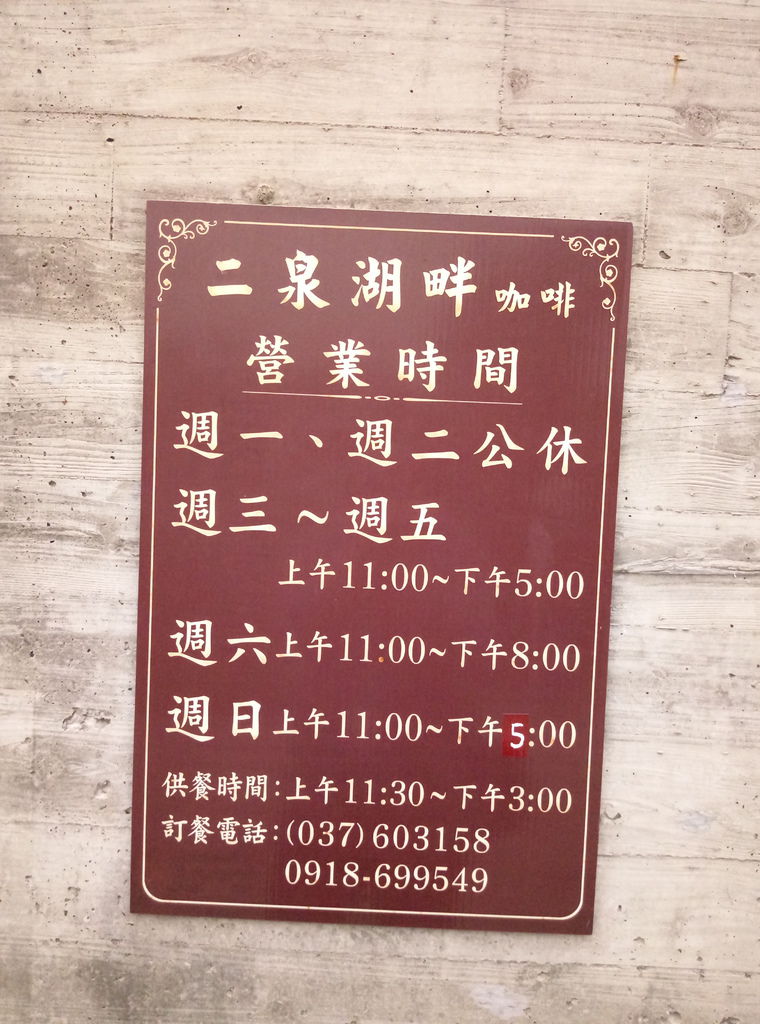 二泉湖畔咖啡
營業時間
週一、週二公休
週三~週五
上午11:00~下午5:00
週六上午11:00~下午8:00
週日上午11:00~下午5:00
供餐時間:上午11:30~下午3:00
訂餐電話:(037)603158
0918-699549